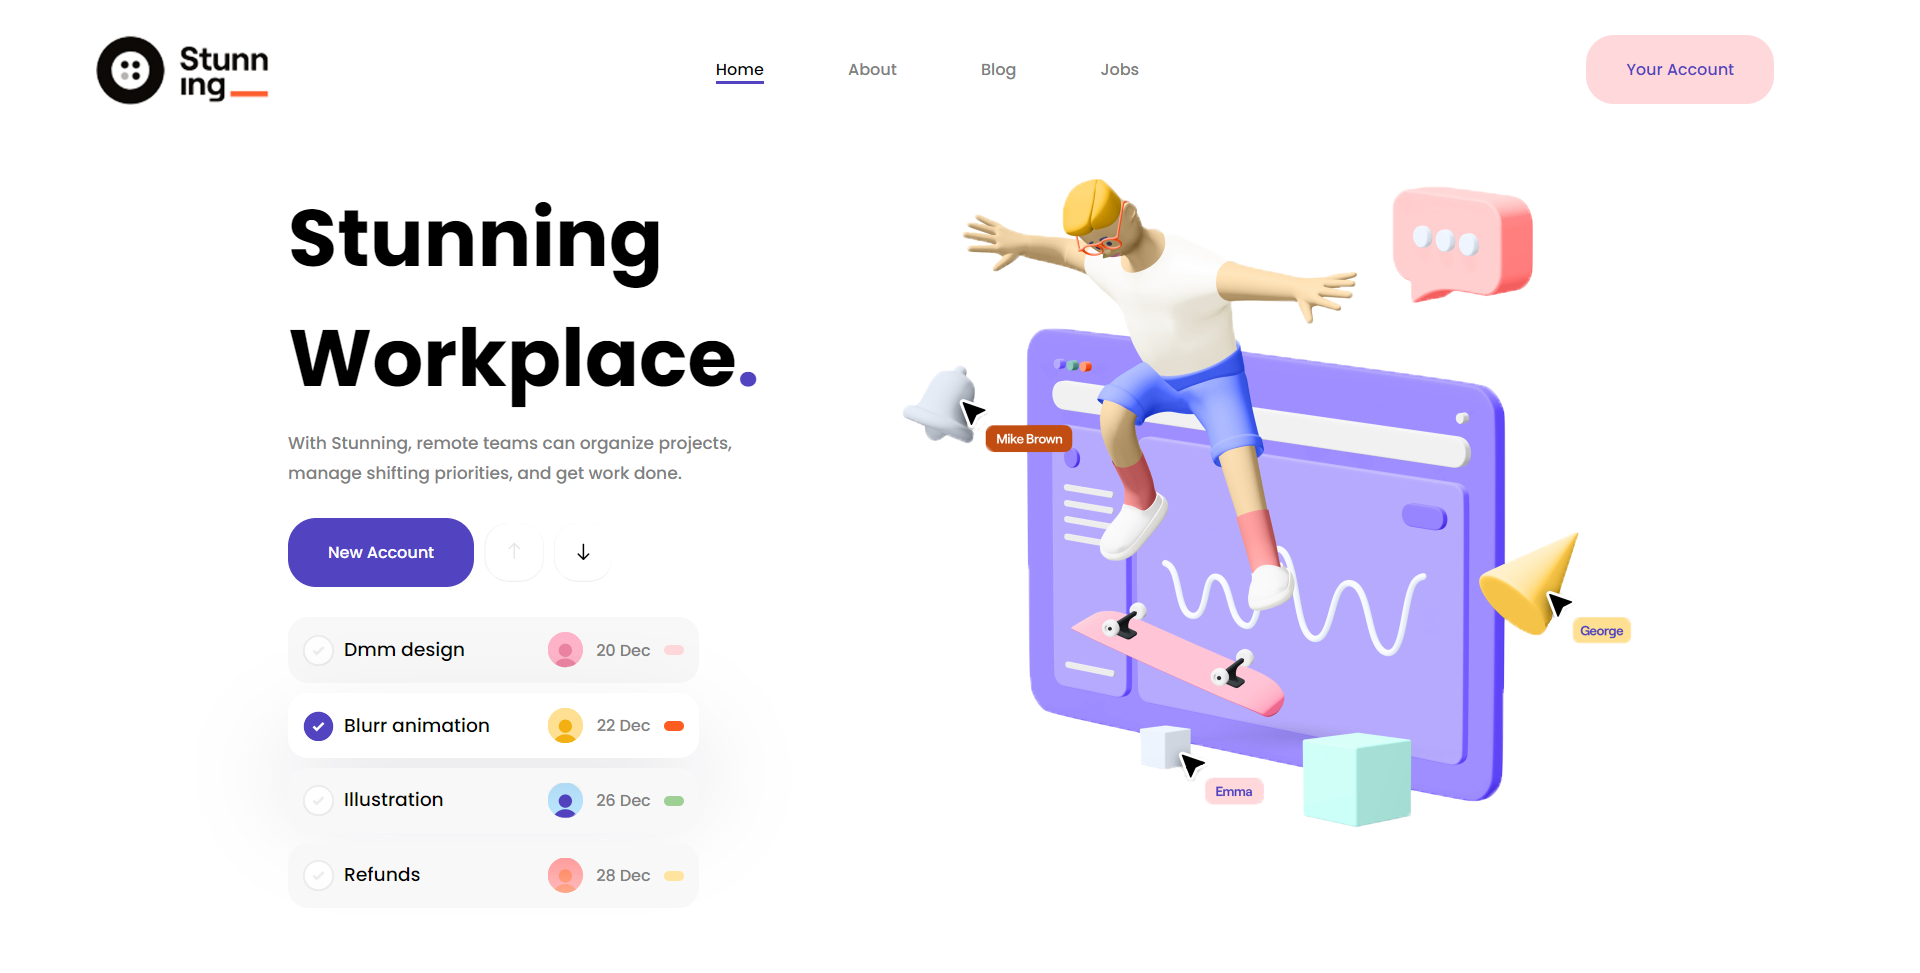 Stunn
ing
Home About Blog Jobs
Your Account
Stunning
Workplace.
With Stunning, remote teams can organize projects,
manage shifting priorities, and get work done.
New Account
Dmm design 20 Dec
Blurr animation 22 Dec
Illustration 26 Dec
Refunds 28 Dec
Mike Brown
George
Emma